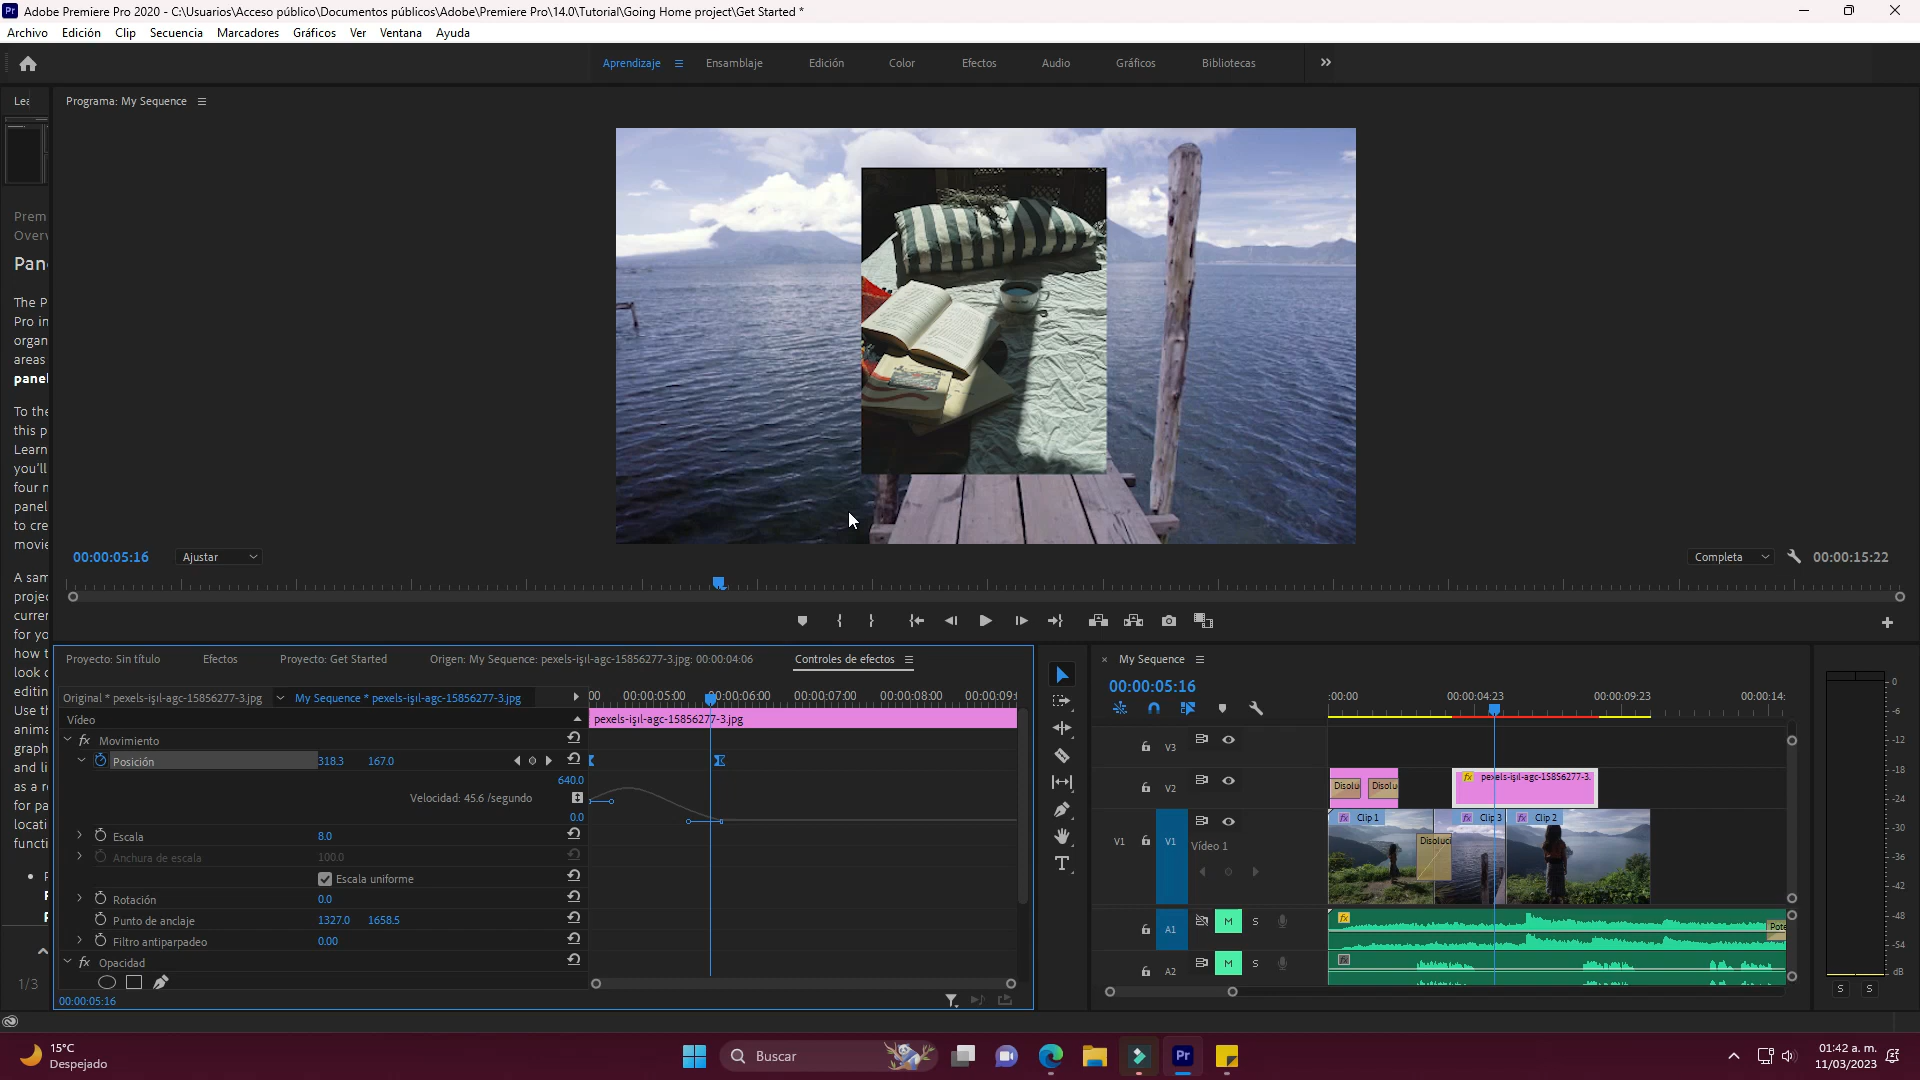 Adobe Premiere Pro 2020 - C:\Usuarios\Acceso público\Documentos públicos\Adobe\Premiere Pro\14.0\Tutorial\Going Home project\Get Started *
Archivo Edición Clip Secuencia Marcadores Gráficos Ver Ventana Ayuda
Aprendizaje Ensamblaje Edición Color Efectos Audio Gráficos Bibliotecas
Programa: My Sequence
Prem
Overv
Pan
The P
Pro in
organ
areas
panel
To the
this p
Learn
you'll
four n
panel
to cre
movie
A sam
projec
curren
for yo
how t
look c
editin
Use th
anima
graph
and li
as a r
for pa
locati
functi
1/3
00:00:05:16 Ajustar Completa 00:00:15:22
Proyecto: Sin título Efectos Proyecto: Get Started Origen: My Sequence: pexels-işıl-agc-15856277-3.jpg: 00:00:04:06 Controles de efectos
Original * pexels-işıl-agc-15856277-3.jpg My Sequence * pexels-işıl-agc-15856277-3.jpg
00 00:00:05:00 00:00:06:00 00:00:07:00 00:00:08:00 00:00:09:
Vídeo pexels-işıl-agc-15856277-3.jpg
fx Movimiento
Posición 318.3 167.0
640.0
Velocidad: 45.6 /segundo
0.0
Escala 8.0
Anchura de escala 100.0
Escala uniforme
Rotación 0.0
Punto de anclaje 1327.0 1658.5
Filtro antiparpadeo 0.00
fx Opacidad
00:00:05:16
× My Sequence
00:00:05:16
:00:00 00:00:04:23 00:00:09:23 00:00:14:
V3
V2
Disolu Disolu fx pexels-işıl-agc-15856277-3.
V1 V1 Vídeo 1
fx Clip 1 fx Clip 3 fx Clip 2
Disoluci
A1 M S fx Pote
A2 M S fx
0
-6
-12
-18
-24
-30
-36
-42
-48
-54
dB
S S
15°C
Despejado
Buscar
Pr
01:42 a. m.
11/03/2023